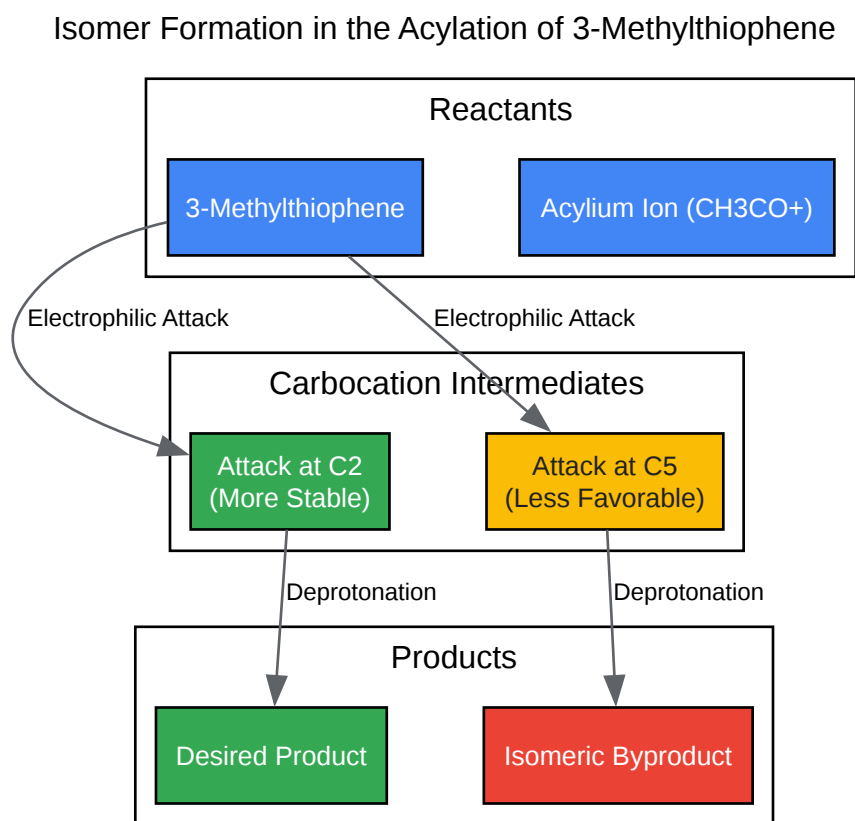 Isomer Formation in the Acylation of 3-Methylthiophene
Reactants
3-Methylthiophene
Acylium Ion (CH3CO+)
Electrophilic Attack
Electrophilic Attack
Carbocation Intermediates
Attack at C2
(More Stable)
Attack at C5
(Less Favorable)
Deprotonation
Deprotonation
Products
Desired Product
Isomeric Byproduct